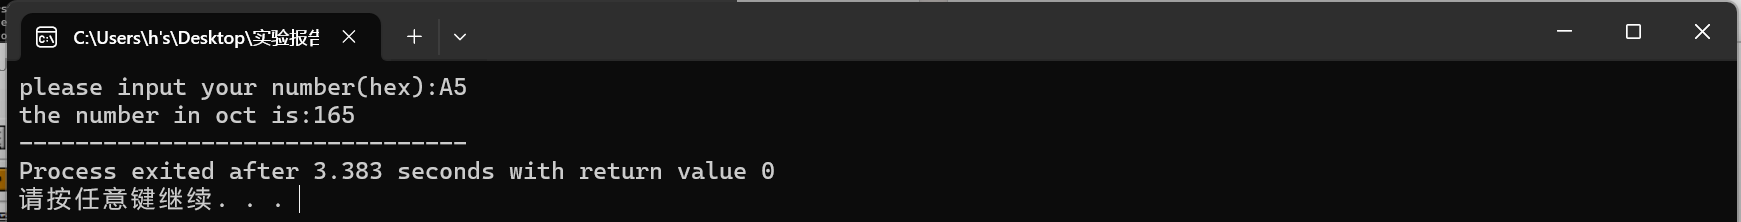 C:\Users\h's\Desktop\实验报告
please input your number(hex):A5
the number in oct is:165
--------------------------------
Process exited after 3.383 seconds with return value 0
请按任意键继续. . .